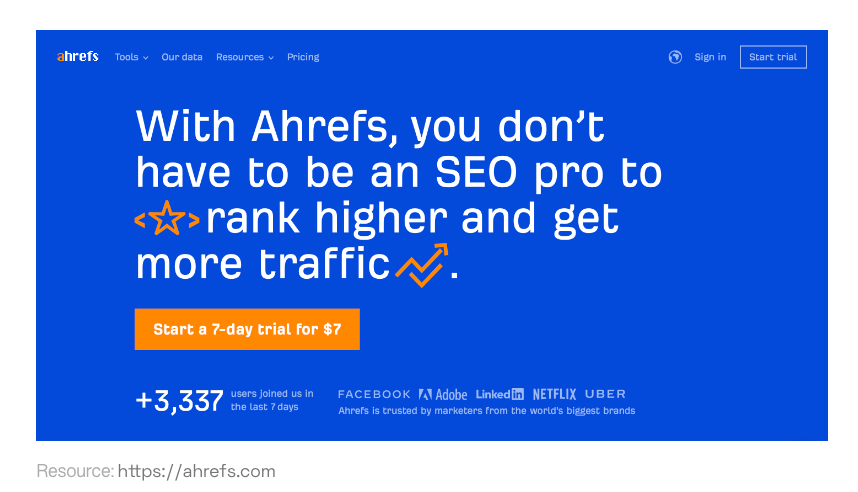 ahrefs Tools Our data Resources Pricing Sign in Start trial
With Ahrefs, you don't
have to be an SEO pro to
rank higher and get
more traffic .
Start a 7-day trial for $7
+3,337 users joined us in
the last 7 days
FACEBOOK Adobe LinkedIn NETFLIX UBER
Ahrefs is trusted by marketers from the world's biggest brands
Resource: https://ahrefs.com